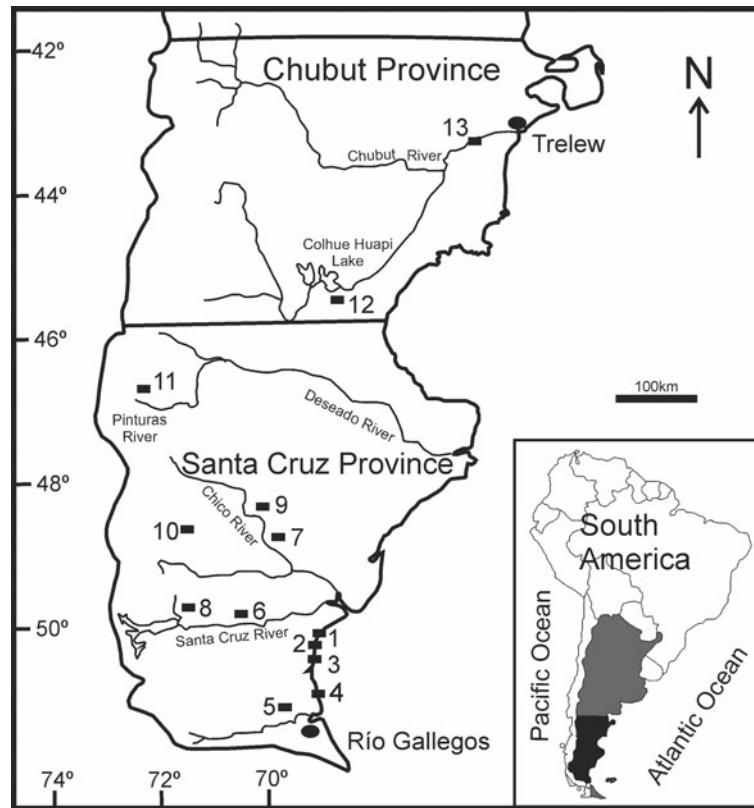 42º
Chubut Province
N
13
Trelew
Chubut River
44º
Colhue Huapi
Lake
12
46º
11
100km
Pinturas
River
Deseado River
Santa Cruz Province
48º
Chico River
9
10
7
8
6
Santa Cruz River
50º
1
2
3
4
5
Río Gallegos
74º
72º
70º
South
America
Pacific Ocean
Atlantic Ocean